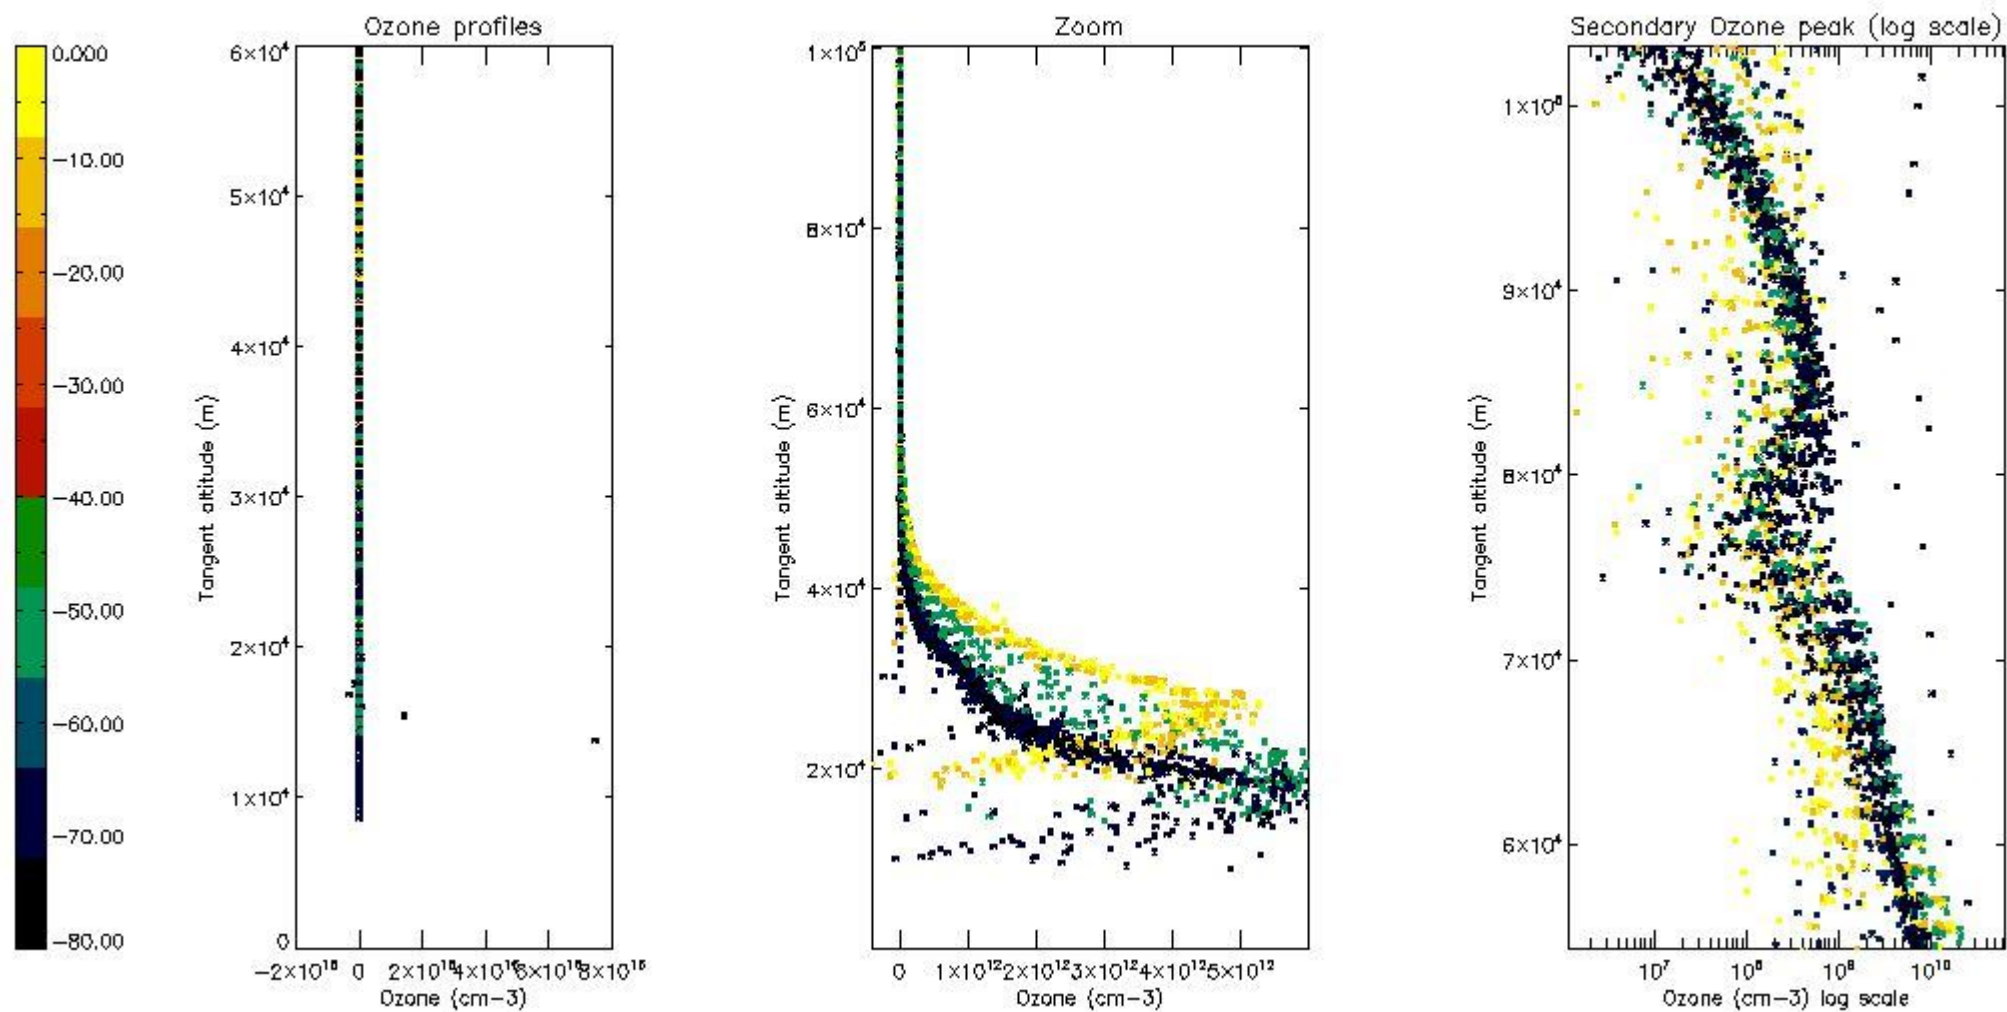 Ozone profiles
Zoom
Secondary Ozone peak (log scale)
0.000
−10.00
−20.00
−30.00
−40.00
−50.00
−60.00
−70.00
−80.00
Tangent altitude (m)
6×10⁴
5×10⁴
4×10⁴
3×10⁴
2×10⁴
1×10⁴
0
0
Ozone (cm−3)
Tangent altitude (m)
1×10⁵
8×10⁴
6×10⁴
4×10⁴
2×10⁴
0 1×10¹² 2×10¹² 3×10¹² 4×10¹² 5×10¹²
Ozone (cm−3)
Tangent altitude (m)
9×10⁴
8×10⁴
7×10⁴
6×10⁴
10⁷ 10⁸ 10⁹ 10¹⁰
Ozone (cm−3) log scale